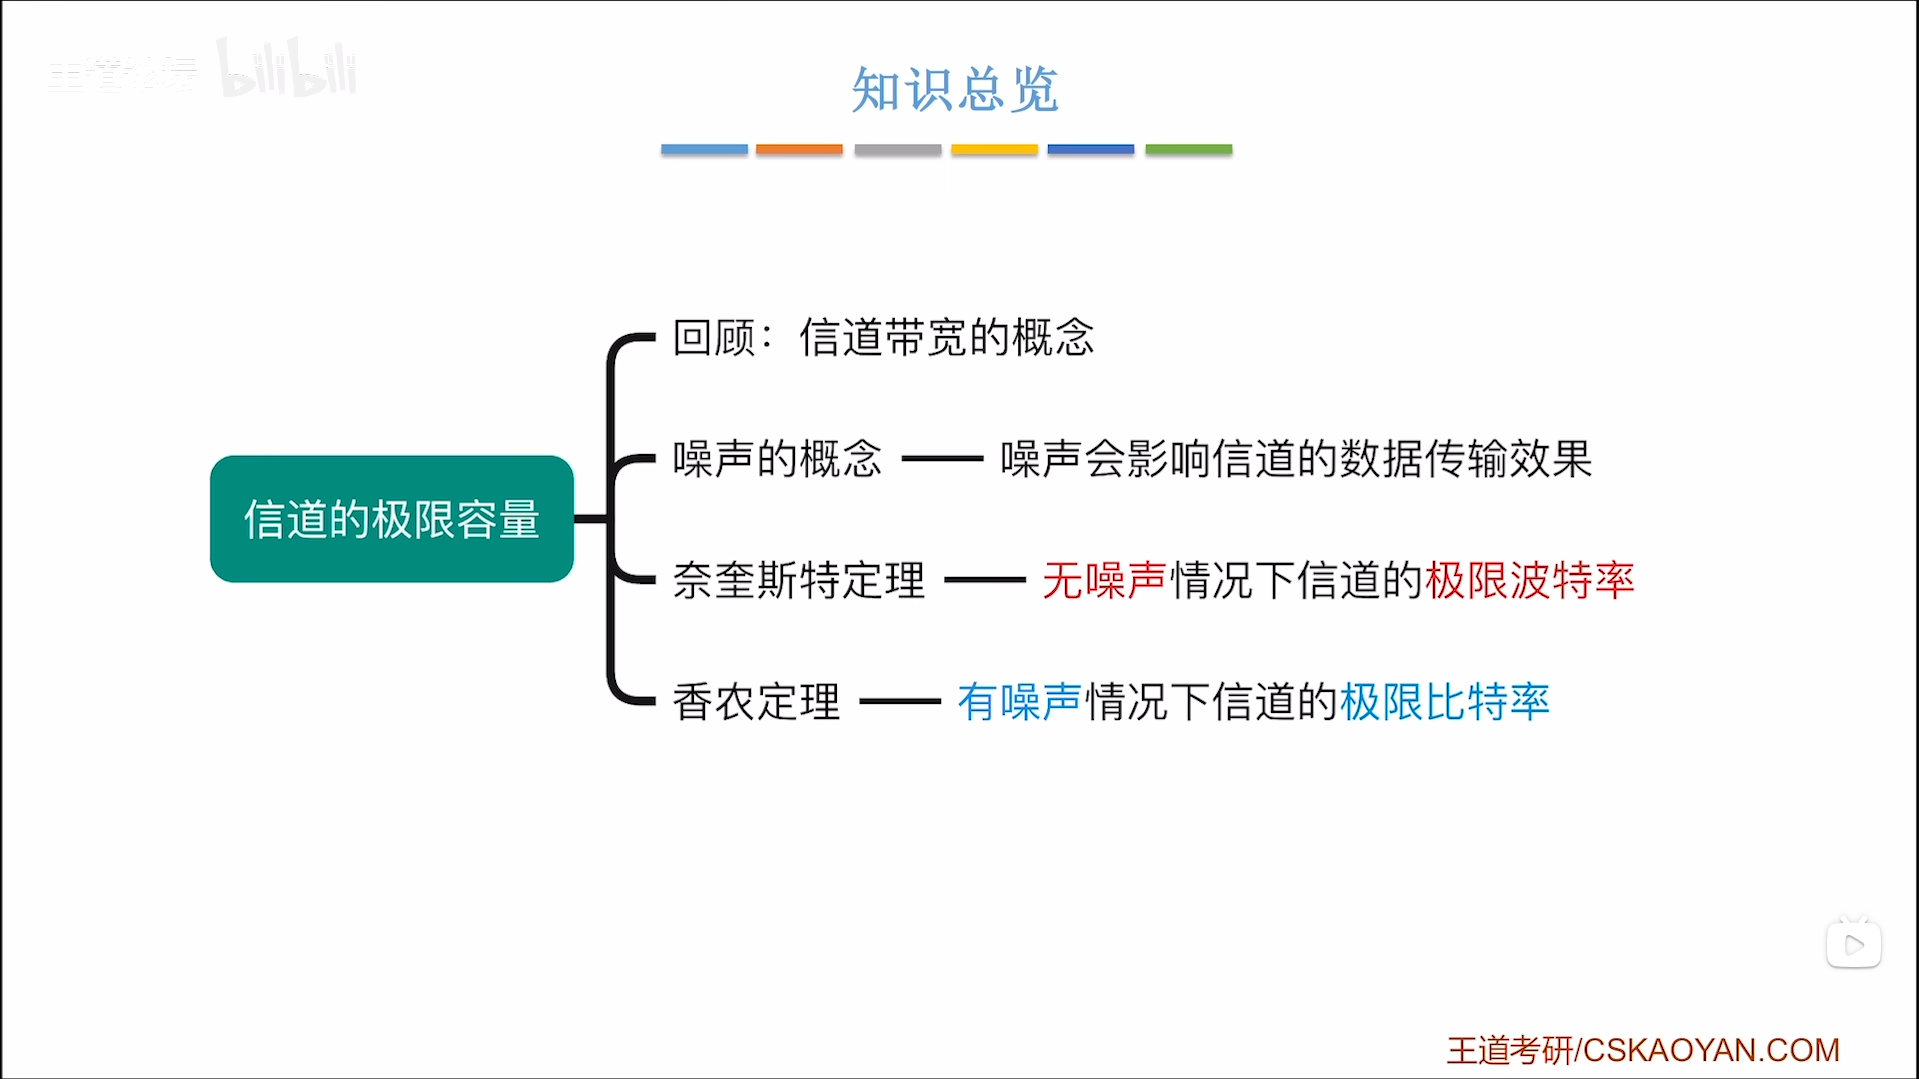 王道论坛 bilibili
知识总览
回顾：信道带宽的概念
噪声的概念 —— 噪声会影响信道的数据传输效果
信道的极限容量
奈奎斯特定理 —— 无噪声情况下信道的极限波特率
香农定理 —— 有噪声情况下信道的极限比特率
王道考研/CSKAOYAN.COM